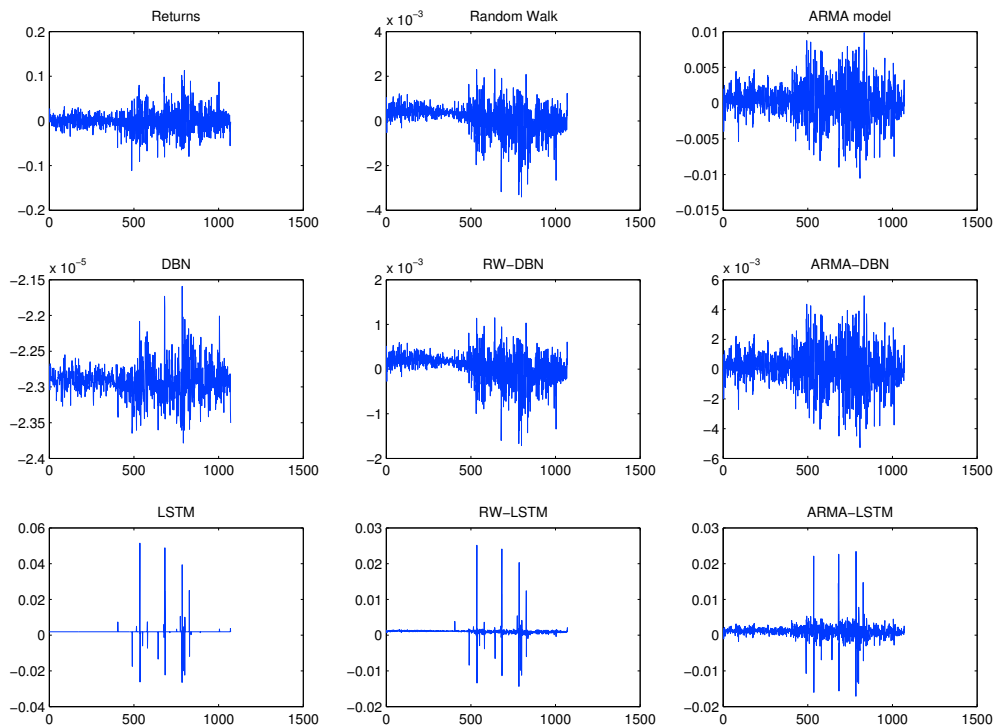 Returns
0.2
0.1
0
−0.1
−0.2
0 500 1000 1500
Random Walk
x 10−3
4
2
0
−2
−4
0 500 1000 1500
ARMA model
0.01
0.005
0
−0.005
−0.01
−0.015
0 500 1000 1500
DBN
x 10−5
−2.15
−2.2
−2.25
−2.3
−2.35
−2.4
0 500 1000 1500
RW−DBN
x 10−3
2
1
0
−1
−2
0 500 1000 1500
ARMA−DBN
x 10−3
6
4
2
0
−2
−4
−6
0 500 1000 1500
LSTM
0.06
0.04
0.02
0
−0.02
−0.04
0 500 1000 1500
RW−LSTM
0.03
0.02
0.01
0
−0.01
−0.02
0 500 1000 1500
ARMA−LSTM
0.03
0.02
0.01
0
−0.01
−0.02
0 500 1000 1500